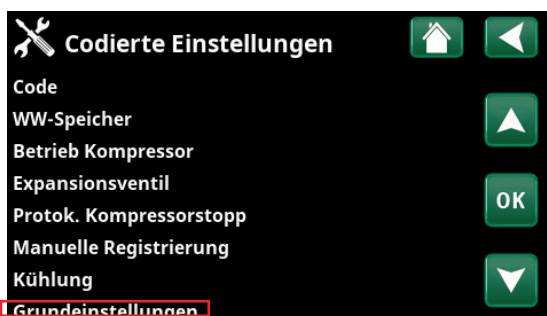 Codierte Einstellungen
Code
WW-Speicher
Betrieb Kompressor
Expansionsventil
OK
Protok. Kompressorstopp
Manuelle Registrierung
Kühlung
Grundeinstellungen